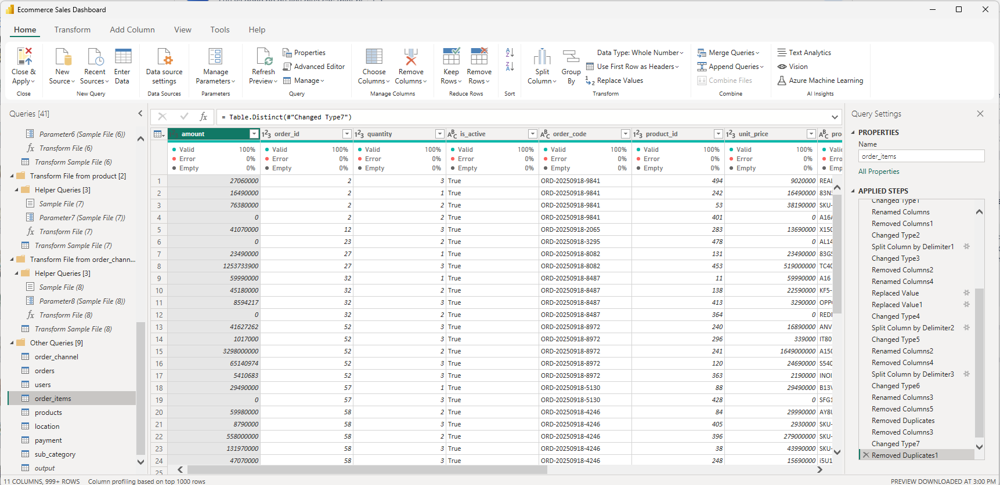 Ecommerce Sales Dashboard
Home Transform Add Column View Tools Help
Close & Apply
Close
New Source
Recent Sources
Enter Data
New Query
Data source settings
Data Sources
Manage Parameters
Parameters
Refresh Preview
Properties
Advanced Editor
Manage
Query
Choose Columns
Remove Columns
Manage Columns
Keep Rows
Remove Rows
Reduce Rows
Sort
Split Column
Group By
Data Type: Whole Number
Use First Row as Headers
Replace Values
Transform
Merge Queries
Append Queries
Combine Files
Combine
Text Analytics
Vision
Azure Machine Learning
AI Insights
Queries [41]
Parameter6 (Sample File (6))
fx Transform File (6)
Transform Sample File (6)
Transform File from product [2]
Helper Queries [3]
Sample File (7)
Parameter7 (Sample File (7))
fx Transform File (7)
Transform Sample File (7)
Transform File from order_chann...
Helper Queries [3]
Sample File (8)
Parameter8 (Sample File (8))
fx Transform File (8)
Transform Sample File (8)
Other Queries [9]
order_channel
orders
users
order_items
products
location
payment
sub_category
output
fx = Table.Distinct(#"Changed Type7")
amount 123 order_id 123 quantity ABC is_active ABC order_code 123 product_id 123 unit_price ABC pro
Valid 100% Valid 100% Valid 100% Valid 100% Valid 100% Valid 100% Valid 100% Valid
Error 0% Error 0% Error 0% Error 0% Error 0% Error 0% Error 0% Erro
Empty 0% Empty 0% Empty 0% Empty 0% Empty 0% Empty 0% Empty 0% Emp
1 27060000 2 3 True ORD-20250918-9841 494 9020000 REAL
2 16490000 2 1 True ORD-20250918-9841 242 16490000 83N
3 76380000 2 2 True ORD-20250918-9841 53 38190000 SKU-
4 0 2 2 True ORD-20250918-9841 401 0 A16A
5 41070000 12 3 True ORD-20250918-2065 283 13690000 X150
6 0 23 2 True ORD-20250918-3295 478 0 AL14
7 23490000 27 1 True ORD-20250918-8082 131 23490000 83GS
8 1253733900 27 3 True ORD-20250918-8082 453 519000000 TC40
9 59990000 32 1 True ORD-20250918-8487 11 59990000 A16
10 45180000 32 2 True ORD-20250918-8487 138 22590000 KF5-
11 8594217 32 3 True ORD-20250918-8487 413 3290000 OPPO
12 0 32 2 True ORD-20250918-8487 364 0 REDI
13 41627262 52 3 True ORD-20250918-8972 240 16890000 ANV
14 1017000 52 3 True ORD-20250918-8972 296 339000 IT80
15 3298000000 52 2 True ORD-20250918-8972 241 1649000000 A150
16 65140974 52 3 True ORD-20250918-8972 120 24690000 S540
17 5410683 52 3 True ORD-20250918-8972 363 2190000 INOI
18 29490000 57 1 True ORD-20250918-5130 88 29490000 B13V
19 0 57 3 True ORD-20250918-5130 428 0 SFG1
20 59980000 58 2 True ORD-20250918-4246 84 29990000 AY8U
21 8790000 58 3 True ORD-20250918-4246 405 2930000 SKU-
22 558000000 58 2 True ORD-20250918-4246 396 279000000 SKU-
23 131970000 58 3 True ORD-20250918-4246 38 43990000 SKU-
24 47070000 58 3 True ORD-20250918-4246 248 15690000 i5U1
25
Query Settings
PROPERTIES
Name
order_items
All Properties
APPLIED STEPS
Changed Type1
Renamed Columns
Removed Columns1
Changed Type2
Split Column by Delimiter1
Changed Type3
Removed Columns2
Renamed Columns4
Replaced Value
Replaced Value1
Changed Type4
Split Column by Delimiter2
Changed Type5
Renamed Columns2
Removed Columns4
Split Column by Delimiter3
Changed Type6
Renamed Columns3
Removed Columns5
Removed Duplicates
Removed Columns3
Changed Type7
Removed Duplicates1
11 COLUMNS, 999+ ROWS Column profiling based on top 1000 rows
PREVIEW DOWNLOADED AT 3:00 PM